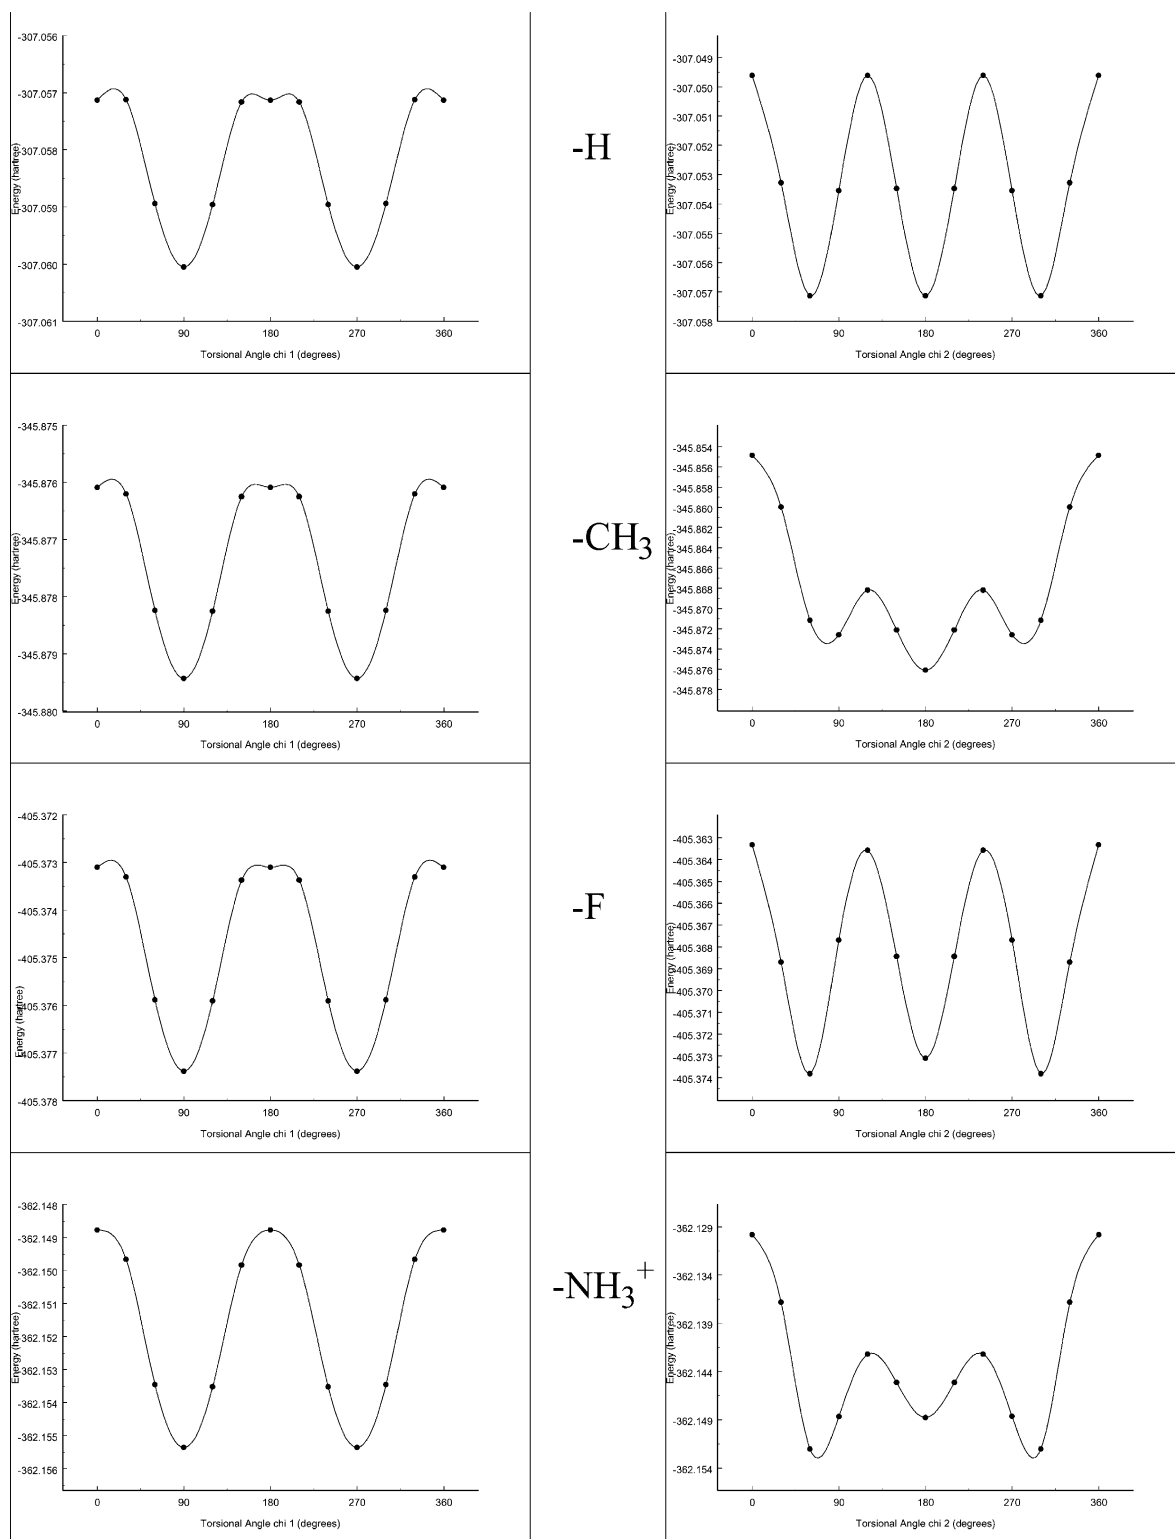 -307.056
-307.057
-307.058
-307.059
-307.060
-307.061
Energy (hartree)
0 90 180 270 360
Torsional Angle chi 1 (degrees)
-H
-307.049
-307.050
-307.051
-307.052
-307.053
-307.054
-307.055
-307.056
-307.057
-307.058
Energy (hartree)
0 90 180 270 360
Torsional Angle chi 2 (degrees)
-345.875
-345.876
-345.877
-345.878
-345.879
-345.880
Energy (hartree)
0 90 180 270 360
Torsional Angle chi 1 (degrees)
-CH3
-345.854
-345.856
-345.858
-345.860
-345.862
-345.864
-345.866
-345.868
-345.870
-345.872
-345.874
-345.876
-345.878
Energy (hartree)
0 90 180 270 360
Torsional Angle chi 2 (degrees)
-405.372
-405.373
-405.374
-405.375
-405.376
-405.377
-405.378
Energy (hartree)
0 90 180 270 360
Torsional Angle chi 1 (degrees)
-F
-405.363
-405.364
-405.365
-405.366
-405.367
-405.368
-405.369
-405.370
-405.371
-405.372
-405.373
-405.374
Energy (hartree)
0 90 180 270 360
Torsional Angle chi 2 (degrees)
-362.148
-362.149
-362.150
-362.151
-362.152
-362.153
-362.154
-362.155
-362.156
Energy (hartree)
0 90 180 270 360
Torsional Angle chi 1 (degrees)
-NH3+
-362.129
-362.134
-362.139
-362.144
-362.149
-362.154
Energy (hartree)
0 90 180 270 360
Torsional Angle chi 2 (degrees)